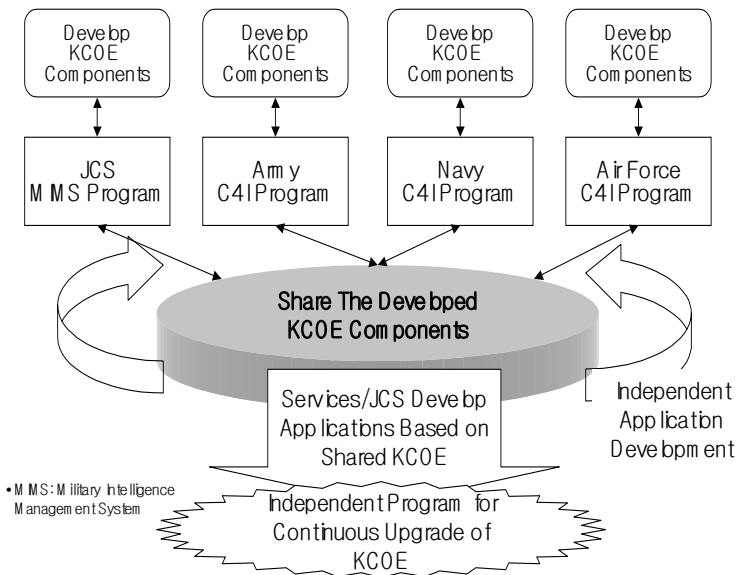 Develop
KCOE
Components
Develop
KCOE
Components
Develop
KCOE
Components
Develop
KCOE
Components
JCS
MIMS Program
Army
C4I Program
Navy
C4I Program
Air Force
C4I Program
Share The Developed
KCOE Components
Services/JCS Develop
Applications Based on
Shared KCOE
Independent
Application
Development
• MIMS: Military Intelligence
Management System
Independent Program for
Continuous Upgrade of
KCOE